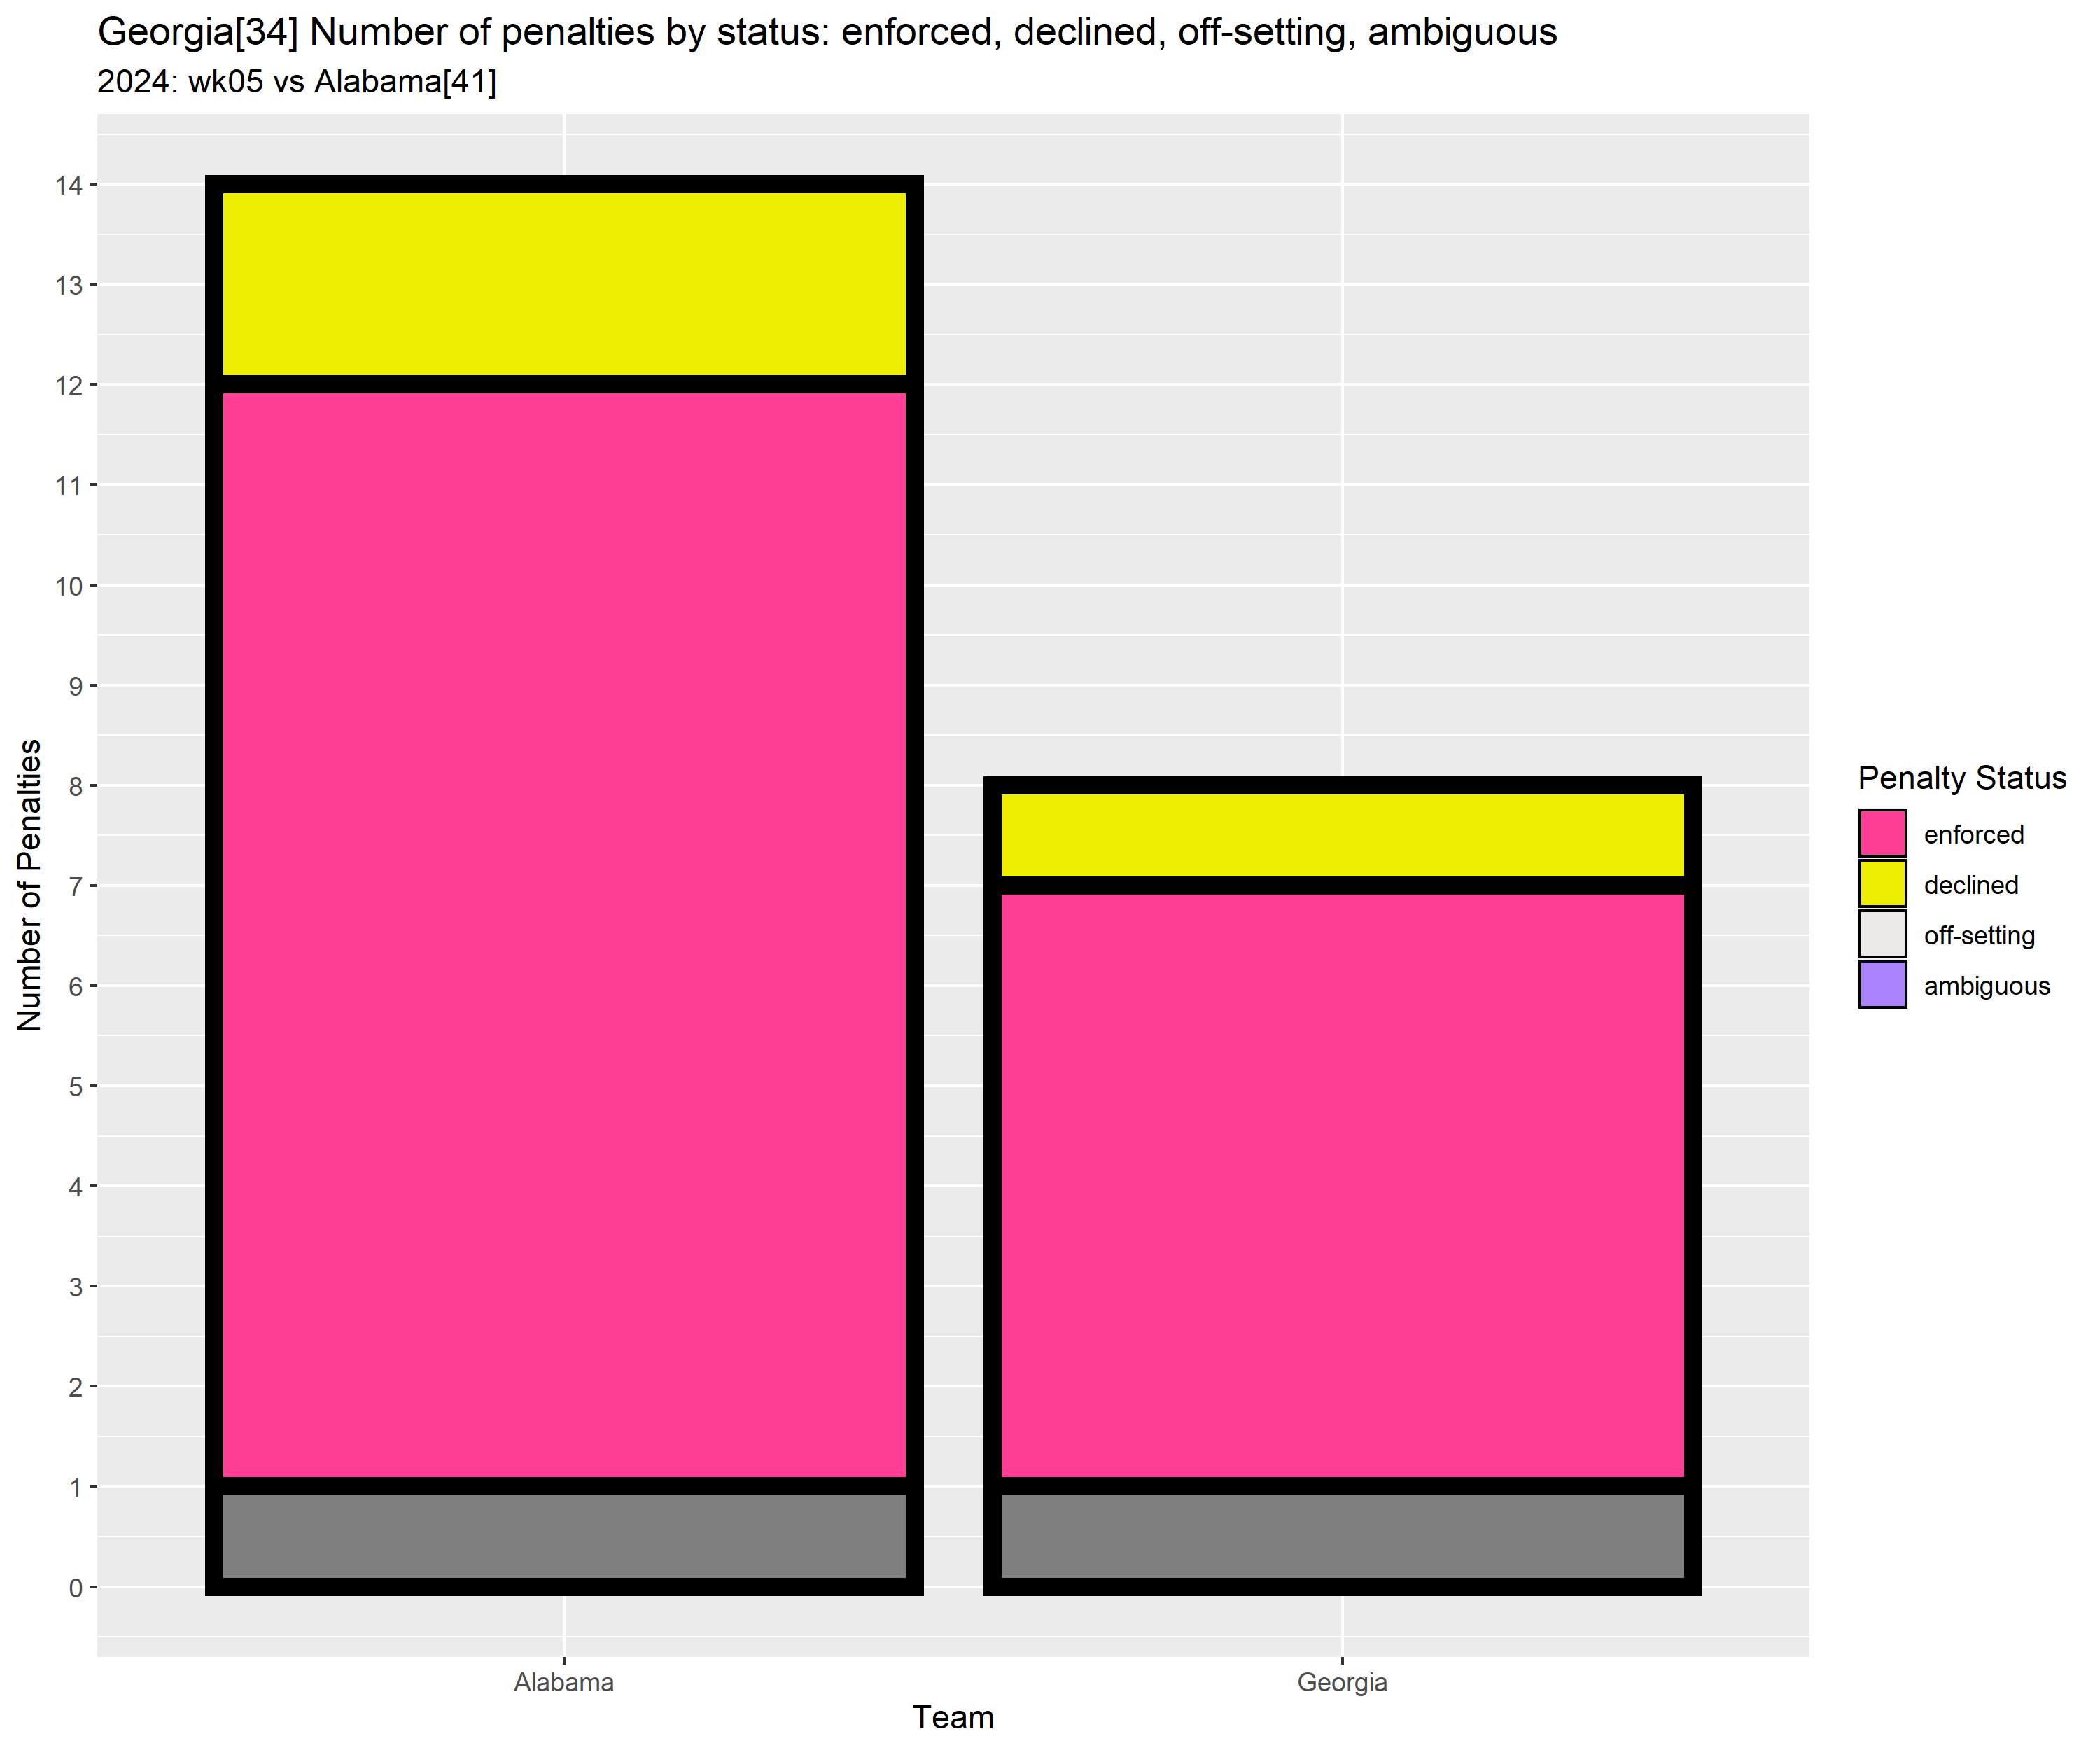 Georgia[34] Number of penalties by status: enforced, declined, off-setting, ambiguous
2024: wk05 vs Alabama[41]
Number of Penalties
14
13
12
11
10
9
8
7
6
5
4
3
2
1
0
Alabama
Georgia
Team
Penalty Status
enforced
declined
off-setting
ambiguous